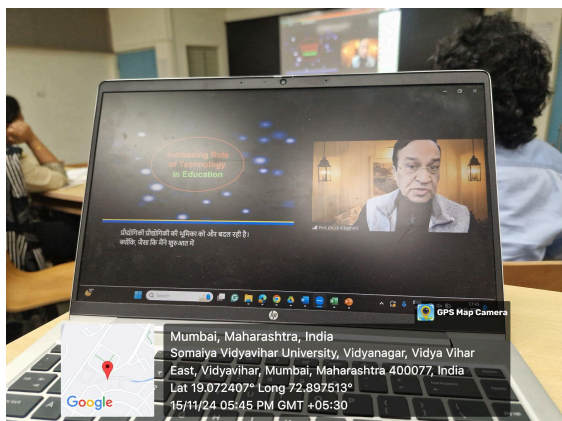 Increasing Role
of Technology
in Education
प्रौद्योगिकी प्रौद्योगिकी की भूमिका को और बदल रही है।
क्योंकि, जैसा कि मैंने शुरुआत में
Search
hp
GPS Map Camera
Mumbai, Maharashtra, India
Somaiya Vidyavihar University, Vidyanagar, Vidya Vihar
East, Vidyavihar, Mumbai, Maharashtra 400077, India
Lat 19.072407° Long 72.897513°
15/11/24 05:45 PM GMT +05:30
Google